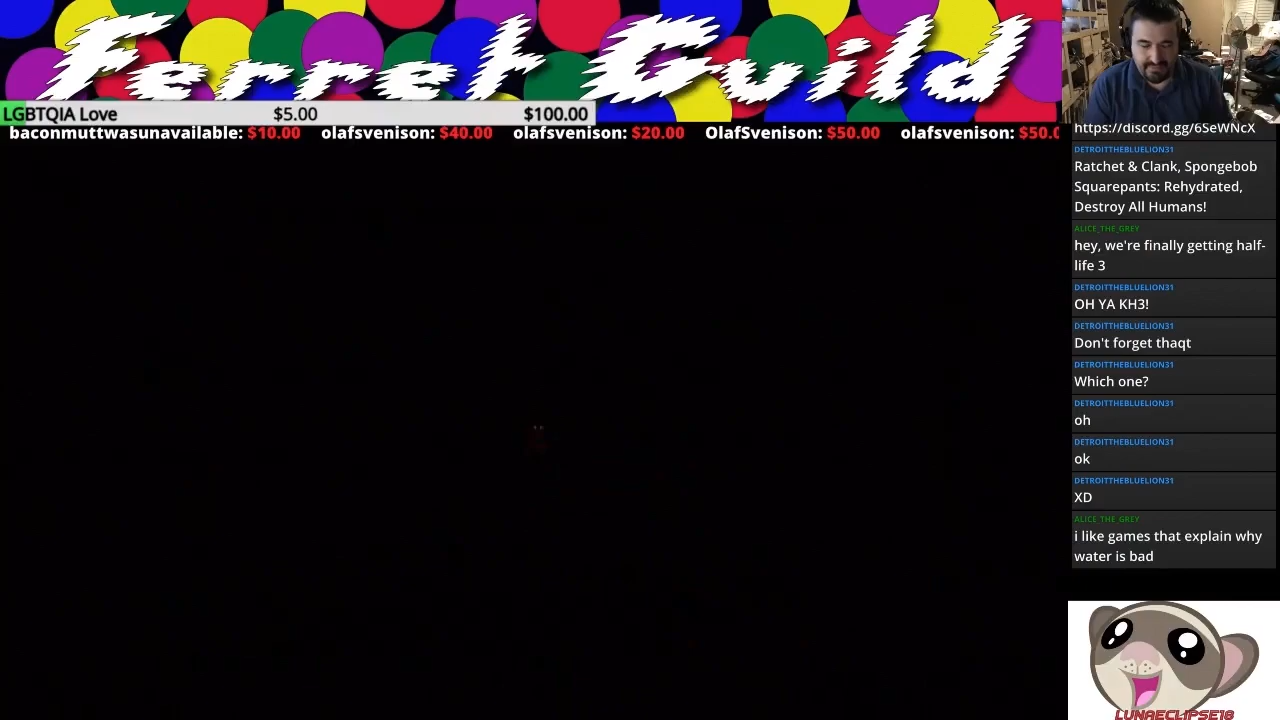 Ferret Guild
LGBTQIA Love $5.00 $100.00
baconmuttwasunavailable: $10.00 olafsvenison: $40.00 olafsvenison: $20.00 OlafSvenison: $50.00 olafsvenison: $50.0
https://discord.gg/6SeWNcX
DETROITTHEBLUELION31
Ratchet & Clank, Spongebob
Squarepants: Rehydrated,
Destroy All Humans!
ALICE_THE_GREY
hey, we're finally getting half-
life 3
DETROITTHEBLUELION31
OH YA KH3!
DETROITTHEBLUELION31
Don't forget thaqt
DETROITTHEBLUELION31
Which one?
DETROITTHEBLUELION31
oh
DETROITTHEBLUELION31
ok
DETROITTHEBLUELION31
XD
ALICE_THE_GREY
i like games that explain why
water is bad
LUNAECLIPSE18